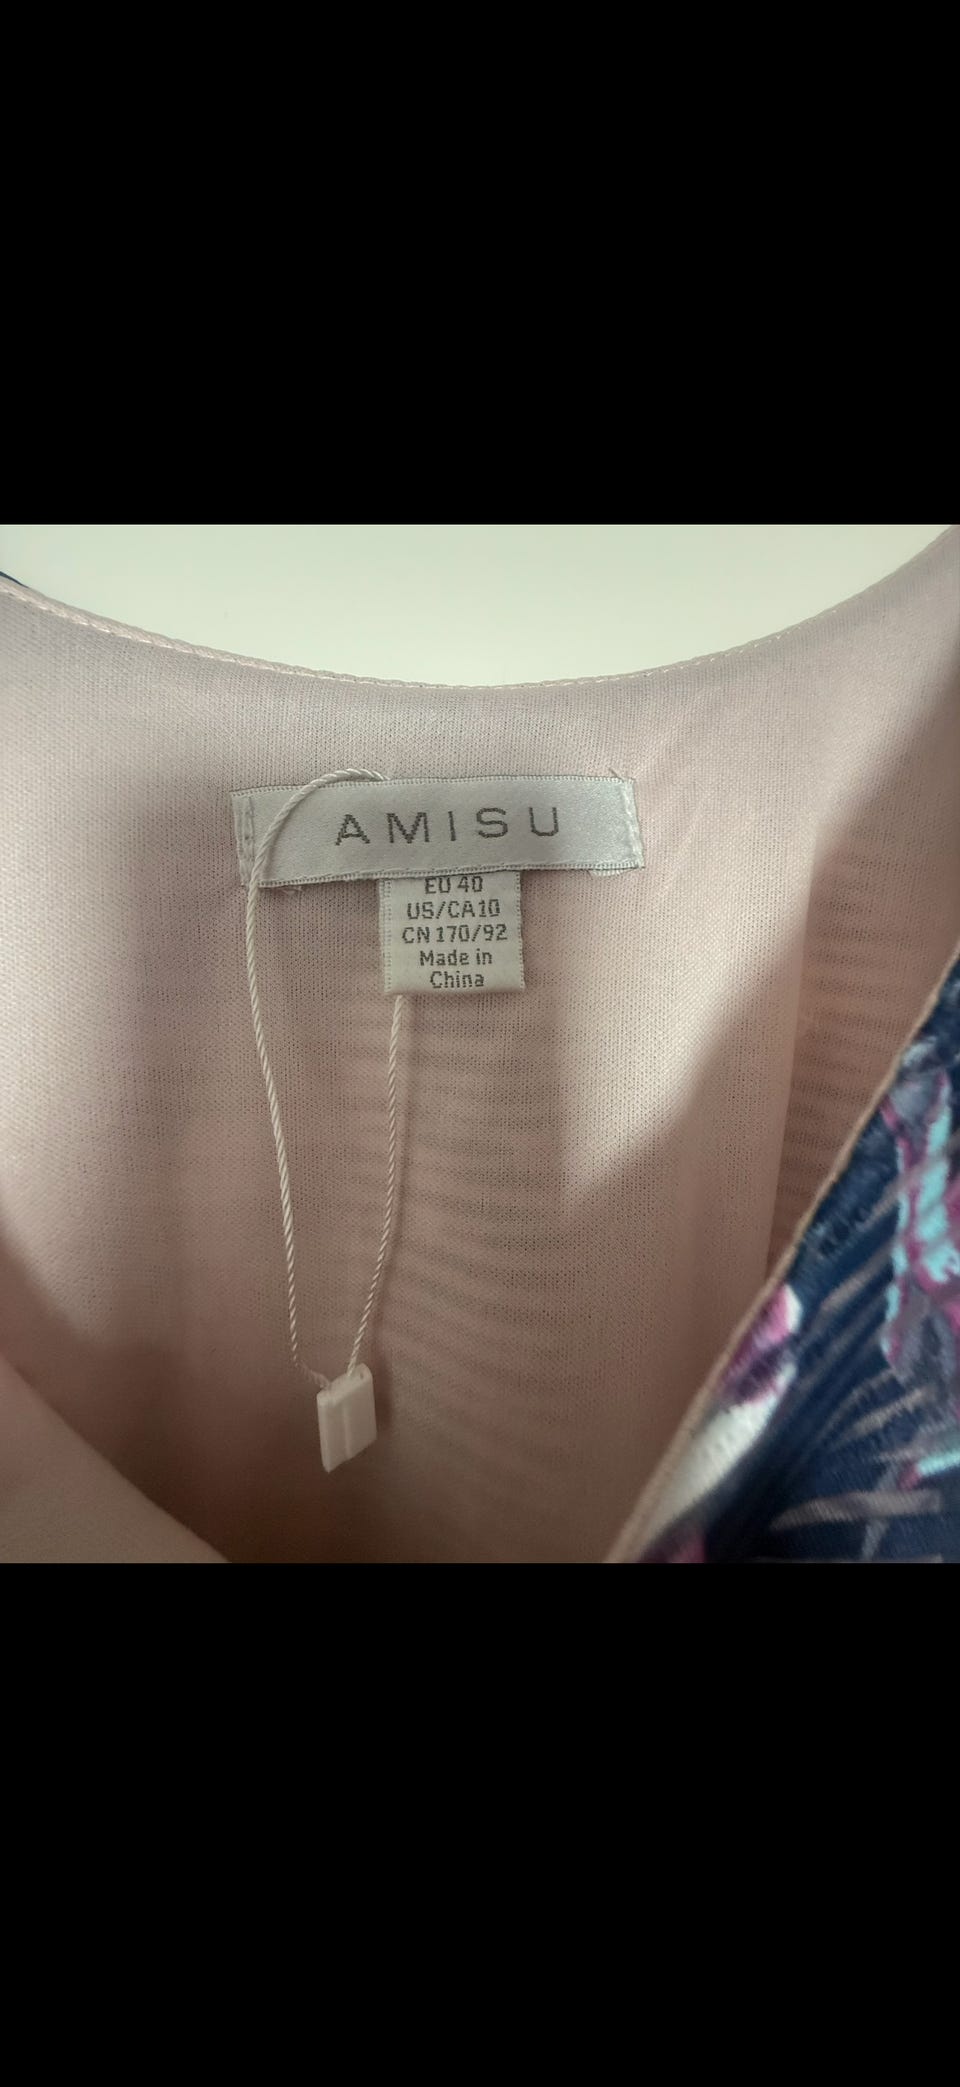 AMISU
EU 40
US/CA10
CN 170/92
Made in
China